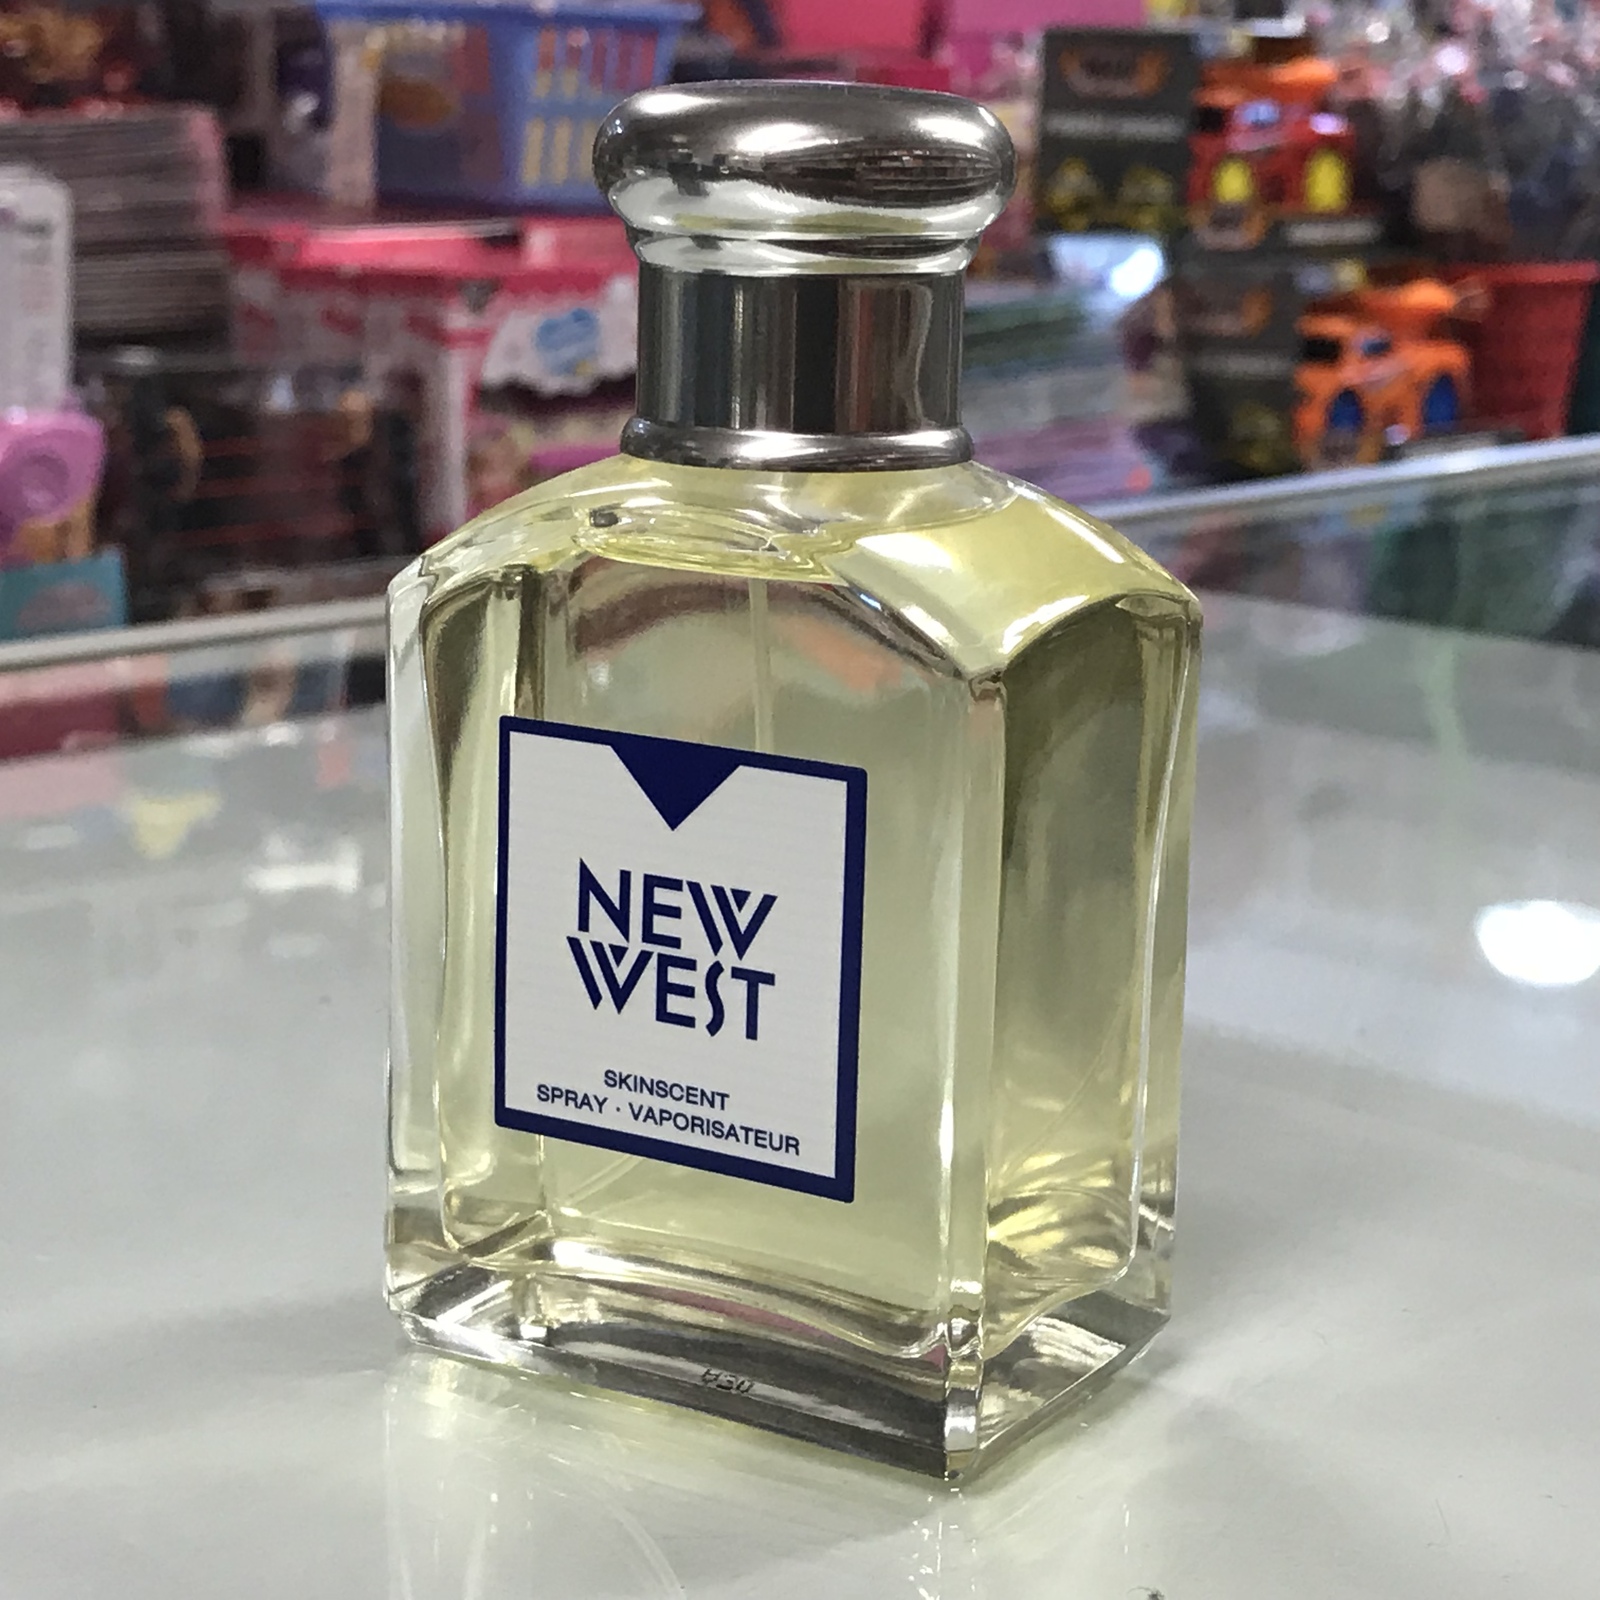 NEW
WEST
SKINSCENT
SPRAY · VAPORISATEUR